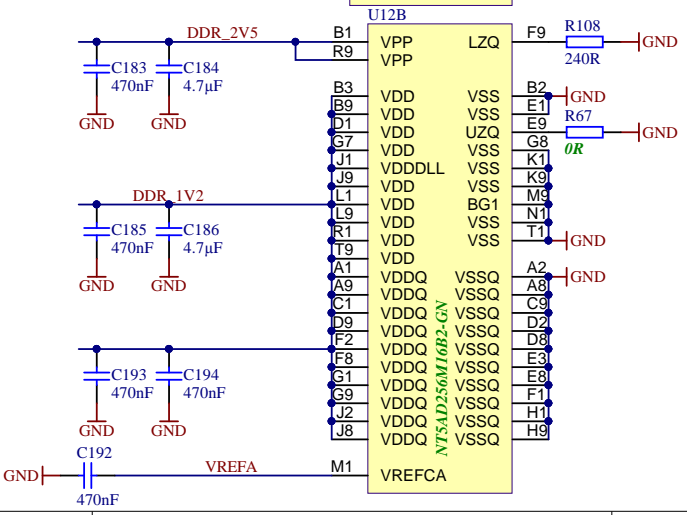 U12B
DDR_2V5 B1 VPP LZQ F9 R108 GND
R9 VPP 240R
C183 C184
470nF 4.7µF
GND GND
B3 VDD VSS B2 GND
B9 VDD VSS E1
R67
D1 VDD UZQ E9 GND
0R
G7 VDD VSS G8
J1 VDDDLL VSS K1
J9 VDD VSS K9
DDR_1V2 L1 VDD BG1 M9
L9 VDD VSS N1
R1 VDD VSS T1 GND
T9 VDD
C185 C186
470nF 4.7µF
GND GND
A1 VDDQ VSSQ A2 GND
A9 VDDQ VSSQ A8
C1 VDDQ VSSQ C9
D9 VDDQ VSSQ D2
F2 VDDQ VSSQ D8
F8 VDDQ VSSQ E3
G1 VDDQ VSSQ E8
G9 VDDQ VSSQ F1
J2 VDDQ VSSQ H1
J8 VDDQ VSSQ H9
NT5AD256M16B2-GN
C193 C194
470nF 470nF
GND GND
C192
GND VREFA M1 VREFCA
470nF